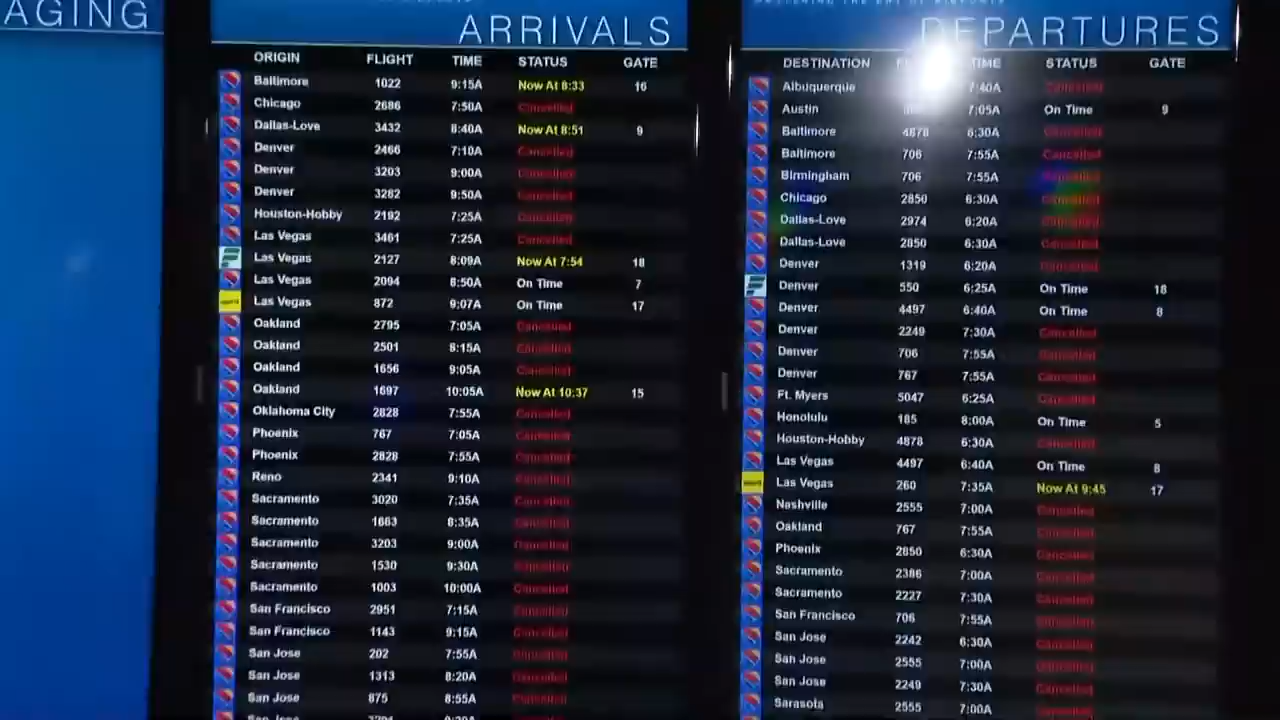 AGING
ARRIVALS
ORIGIN FLIGHT TIME STATUS GATE
Baltimore 1022 9:15A Now At 8:33 16
Chicago 2686 7:50A Cancelled
Dallas-Love 3432 8:40A Now At 8:51 9
Denver 2466 7:10A Cancelled
Denver 3203 9:00A Cancelled
Denver 3282 9:50A Cancelled
Houston-Hobby 2192 7:25A Cancelled
Las Vegas 3461 7:25A Cancelled
Las Vegas 2127 8:09A Now At 7:54 18
Las Vegas 2094 8:50A On Time 7
Las Vegas 872 9:07A On Time 17
Oakland 2795 7:05A Cancelled
Oakland 2501 8:15A Cancelled
Oakland 1656 9:05A Cancelled
Oakland 1697 10:05A Now At 10:37 15
Oklahoma City 2828 7:55A Cancelled
Phoenix 767 7:05A Cancelled
Phoenix 2828 7:55A Cancelled
Reno 2341 9:10A Cancelled
Sacramento 3020 7:35A Cancelled
Sacramento 1663 8:35A Cancelled
Sacramento 3203 9:00A Cancelled
Sacramento 1530 9:30A Cancelled
Sacramento 1003 10:00A Cancelled
San Francisco 2951 7:15A Cancelled
San Francisco 1143 9:15A Cancelled
San Jose 202 7:55A Cancelled
San Jose 1313 8:20A Cancelled
San Jose 875 8:55A Cancelled
San Jose
DEPARTURES
DESTINATION TIME STATUS GATE
Albuquerque 7:40A Cancelled
Austin 7:05A On Time 9
Baltimore 4878 6:30A Cancelled
Baltimore 706 7:55A Cancelled
Birmingham 706 7:55A Cancelled
Chicago 2850 6:30A Cancelled
Dallas-Love 2974 6:20A Cancelled
Dallas-Love 2850 6:30A Cancelled
Denver 1319 6:20A Cancelled
Denver 550 6:25A On Time 18
Denver 4497 6:40A On Time 8
Denver 2249 7:30A Cancelled
Denver 706 7:55A Cancelled
Denver 767 7:55A Cancelled
Ft. Myers 5047 6:25A Cancelled
Honolulu 185 8:00A On Time 5
Houston-Hobby 4878 6:30A Cancelled
Las Vegas 4497 6:40A On Time 8
Las Vegas 260 7:35A Now At 9:45 17
Nashville 2555 7:00A Cancelled
Oakland 767 7:55A Cancelled
Phoenix 2850 6:30A Cancelled
Sacramento 2386 7:00A Cancelled
Sacramento 2227 7:30A Cancelled
San Francisco 706 7:55A Cancelled
San Jose 2242 6:30A Cancelled
San Jose 2555 7:00A Cancelled
San Jose 2249 7:30A Cancelled
Sarasota 2555 7:00A Cancelled